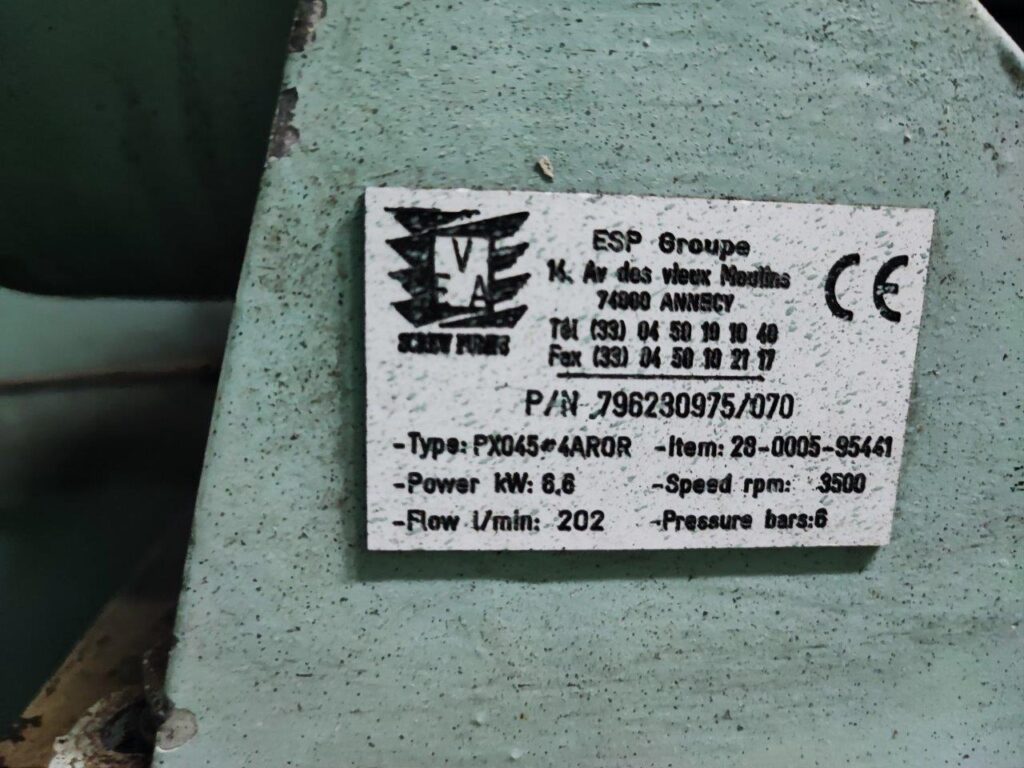 V
E A
SCREW PUMPS
ESP Groupe
14. Av des vieux Moulins
74000 ANNECY
Tél (33) 04 50 10 10 40
Fax (33) 04 50 10 21 17
CE
P/N 796230975/070
-Type: PX045 4AROR -Item: 28-0005-95441
-Power kW: 6,6 -Speed rpm: 3500
-Flow l/min: 202 -Pressure bars:6